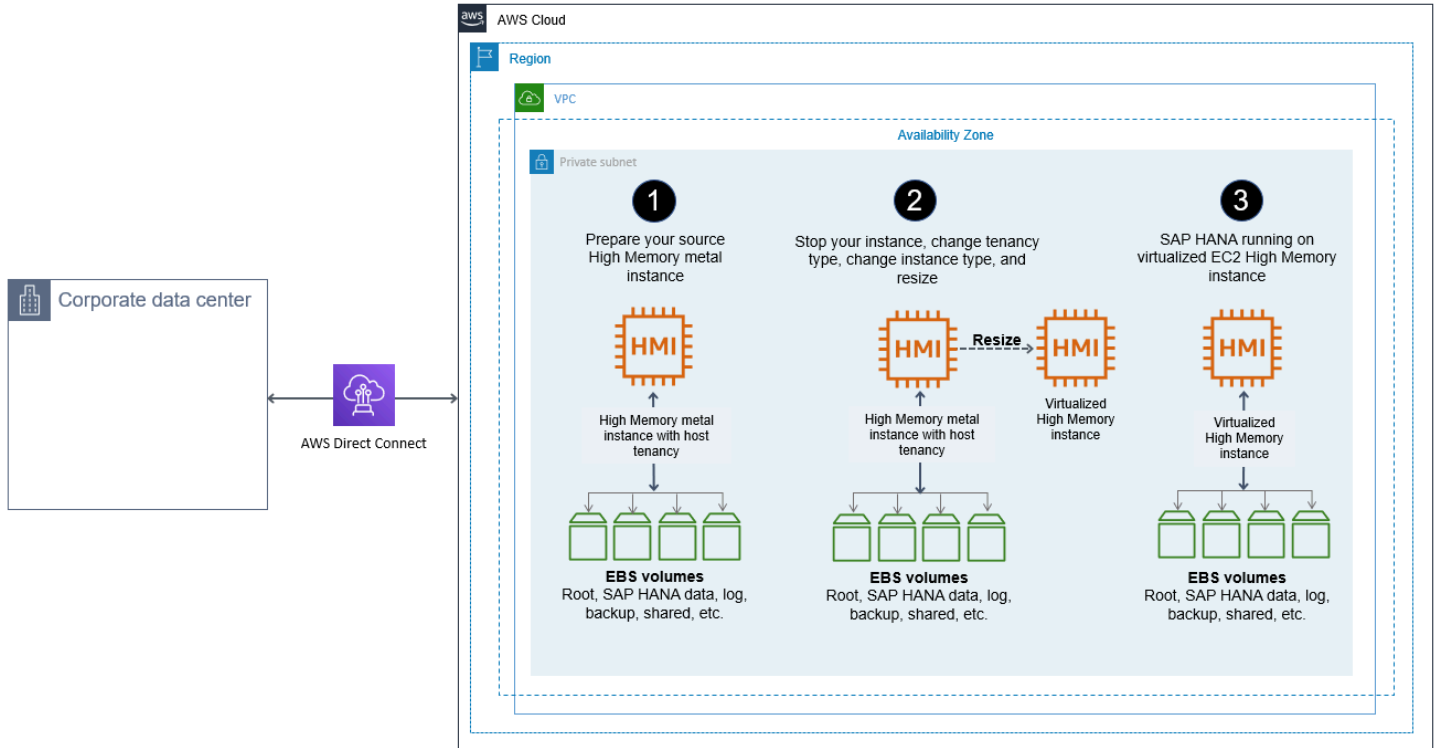 aws
AWS Cloud
Region
VPC
Availability Zone
Private subnet
1
Prepare your source
High Memory metal
instance
HMI
High Memory metal
instance with host
tenancy
EBS volumes
Root, SAP HANA data, log,
backup, shared, etc.
2
Stop your instance, change tenancy
type, change instance type, and
resize
HMI
Resize
HMI
Virtualized
High Memory
instance
High Memory metal
instance with host
tenancy
EBS volumes
Root, SAP HANA data, log,
backup, shared, etc.
3
SAP HANA running on
virtualized EC2 High Memory
instance
HMI
Virtualized
High Memory
instance
EBS volumes
Root, SAP HANA data, log,
backup, shared, etc.
Corporate data center
AWS Direct Connect